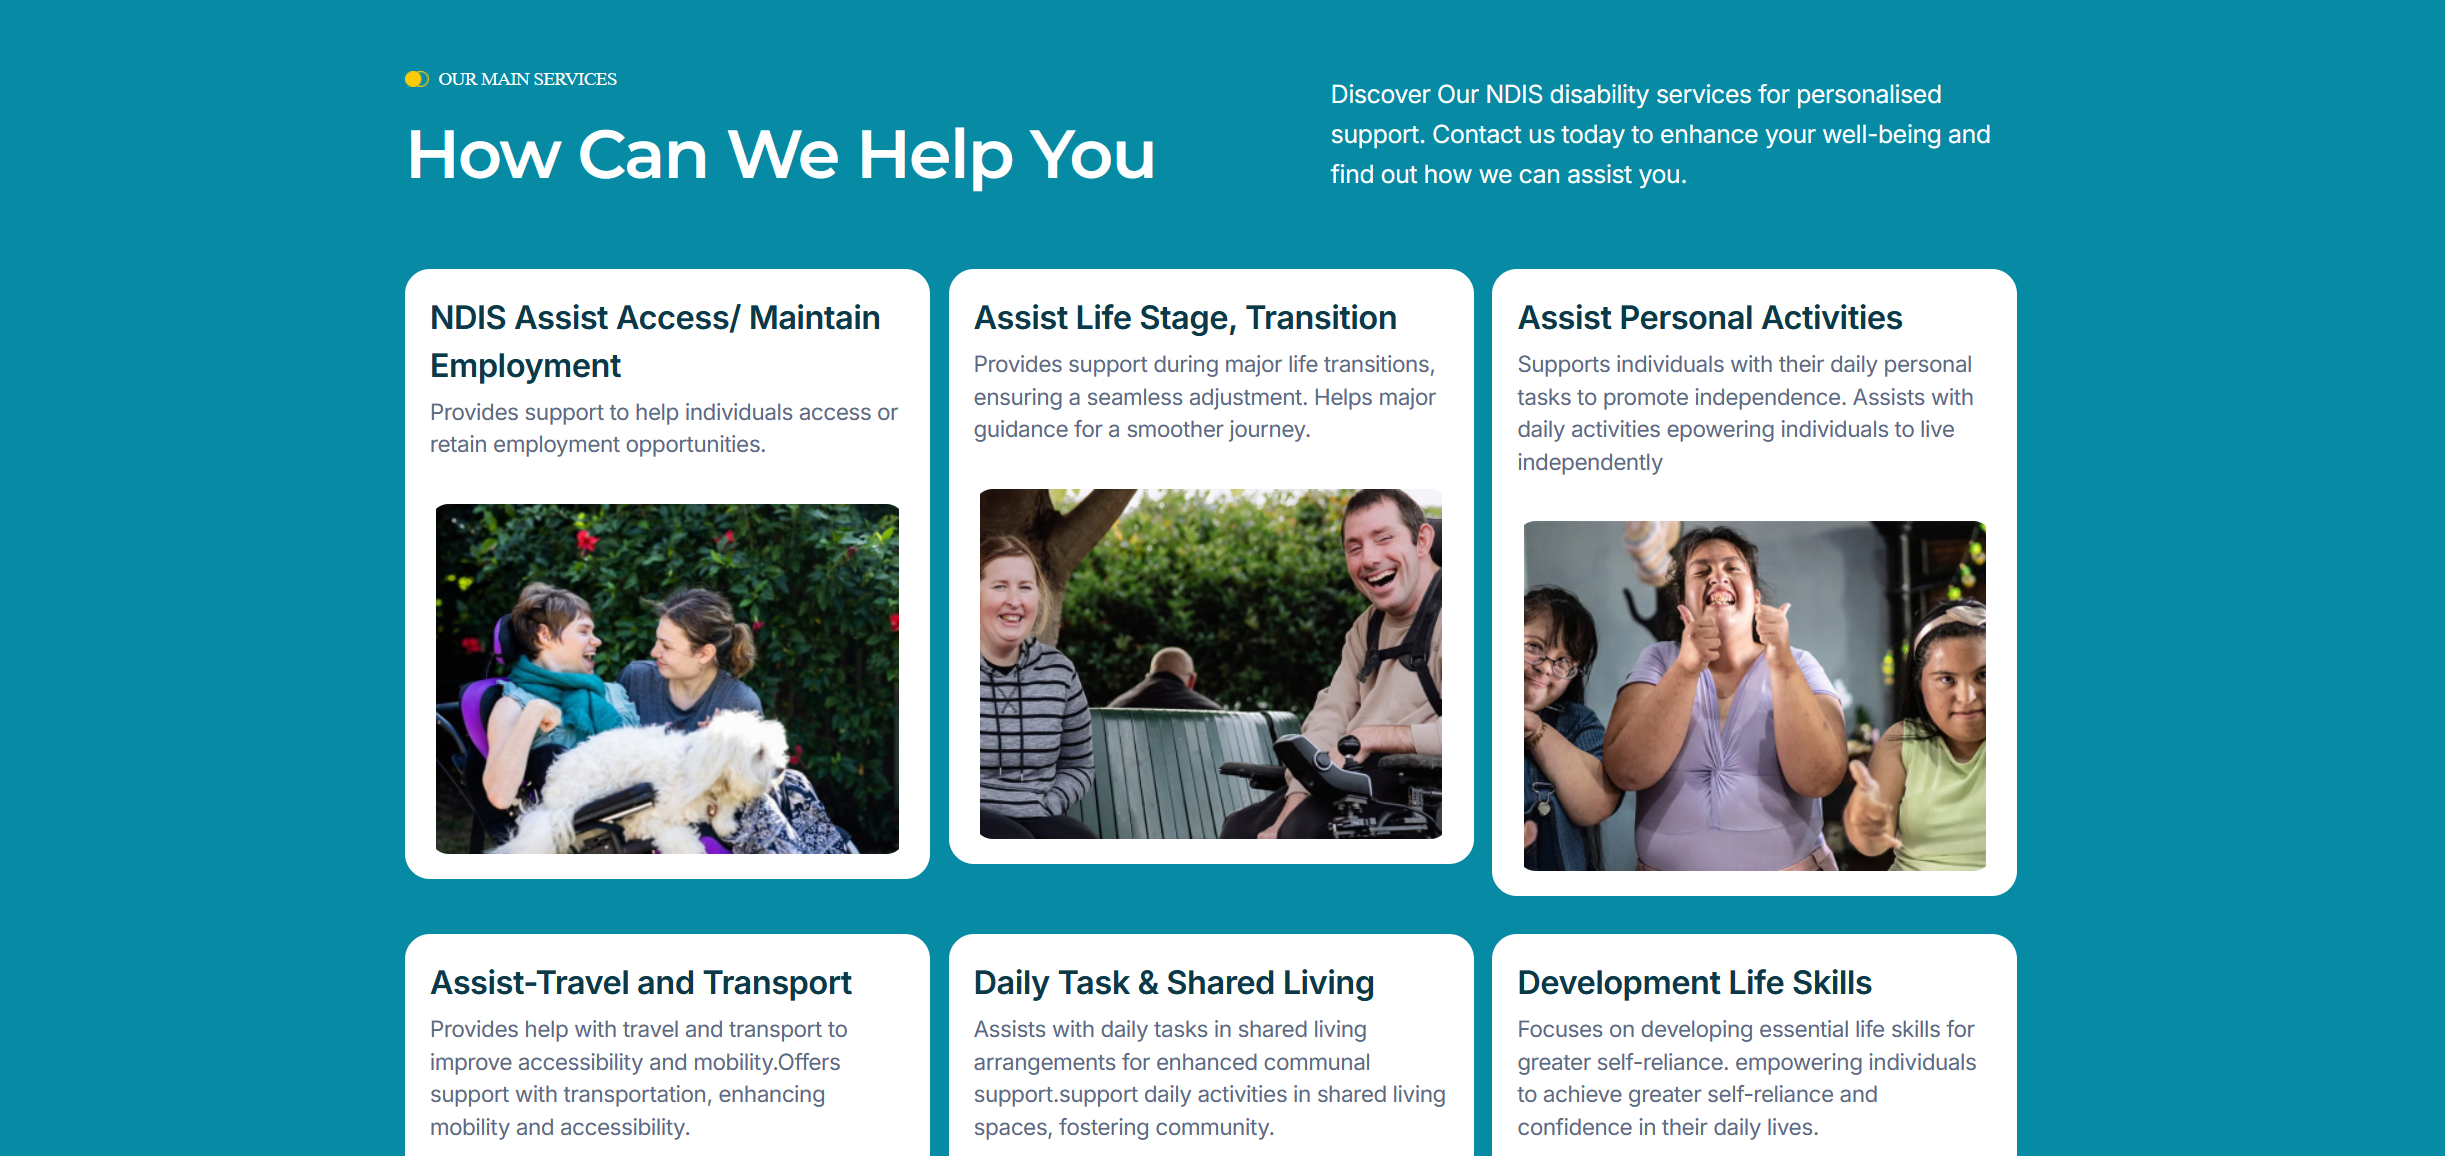 OUR MAIN SERVICES
How Can We Help You
Discover Our NDIS disability services for personalised
support. Contact us today to enhance your well-being and
find out how we can assist you.
NDIS Assist Access/ Maintain
Employment
Provides support to help individuals access or
retain employment opportunities.
Assist Life Stage, Transition
Provides support during major life transitions,
ensuring a seamless adjustment. Helps major
guidance for a smoother journey.
Assist Personal Activities
Supports individuals with their daily personal
tasks to promote independence. Assists with
daily activities epowering individuals to live
independently
Assist-Travel and Transport
Provides help with travel and transport to
improve accessibility and mobility.Offers
support with transportation, enhancing
mobility and accessibility.
Daily Task & Shared Living
Assists with daily tasks in shared living
arrangements for enhanced communal
support.support daily activities in shared living
spaces, fostering community.
Development Life Skills
Focuses on developing essential life skills for
greater self-reliance. empowering individuals
to achieve greater self-reliance and
confidence in their daily lives.